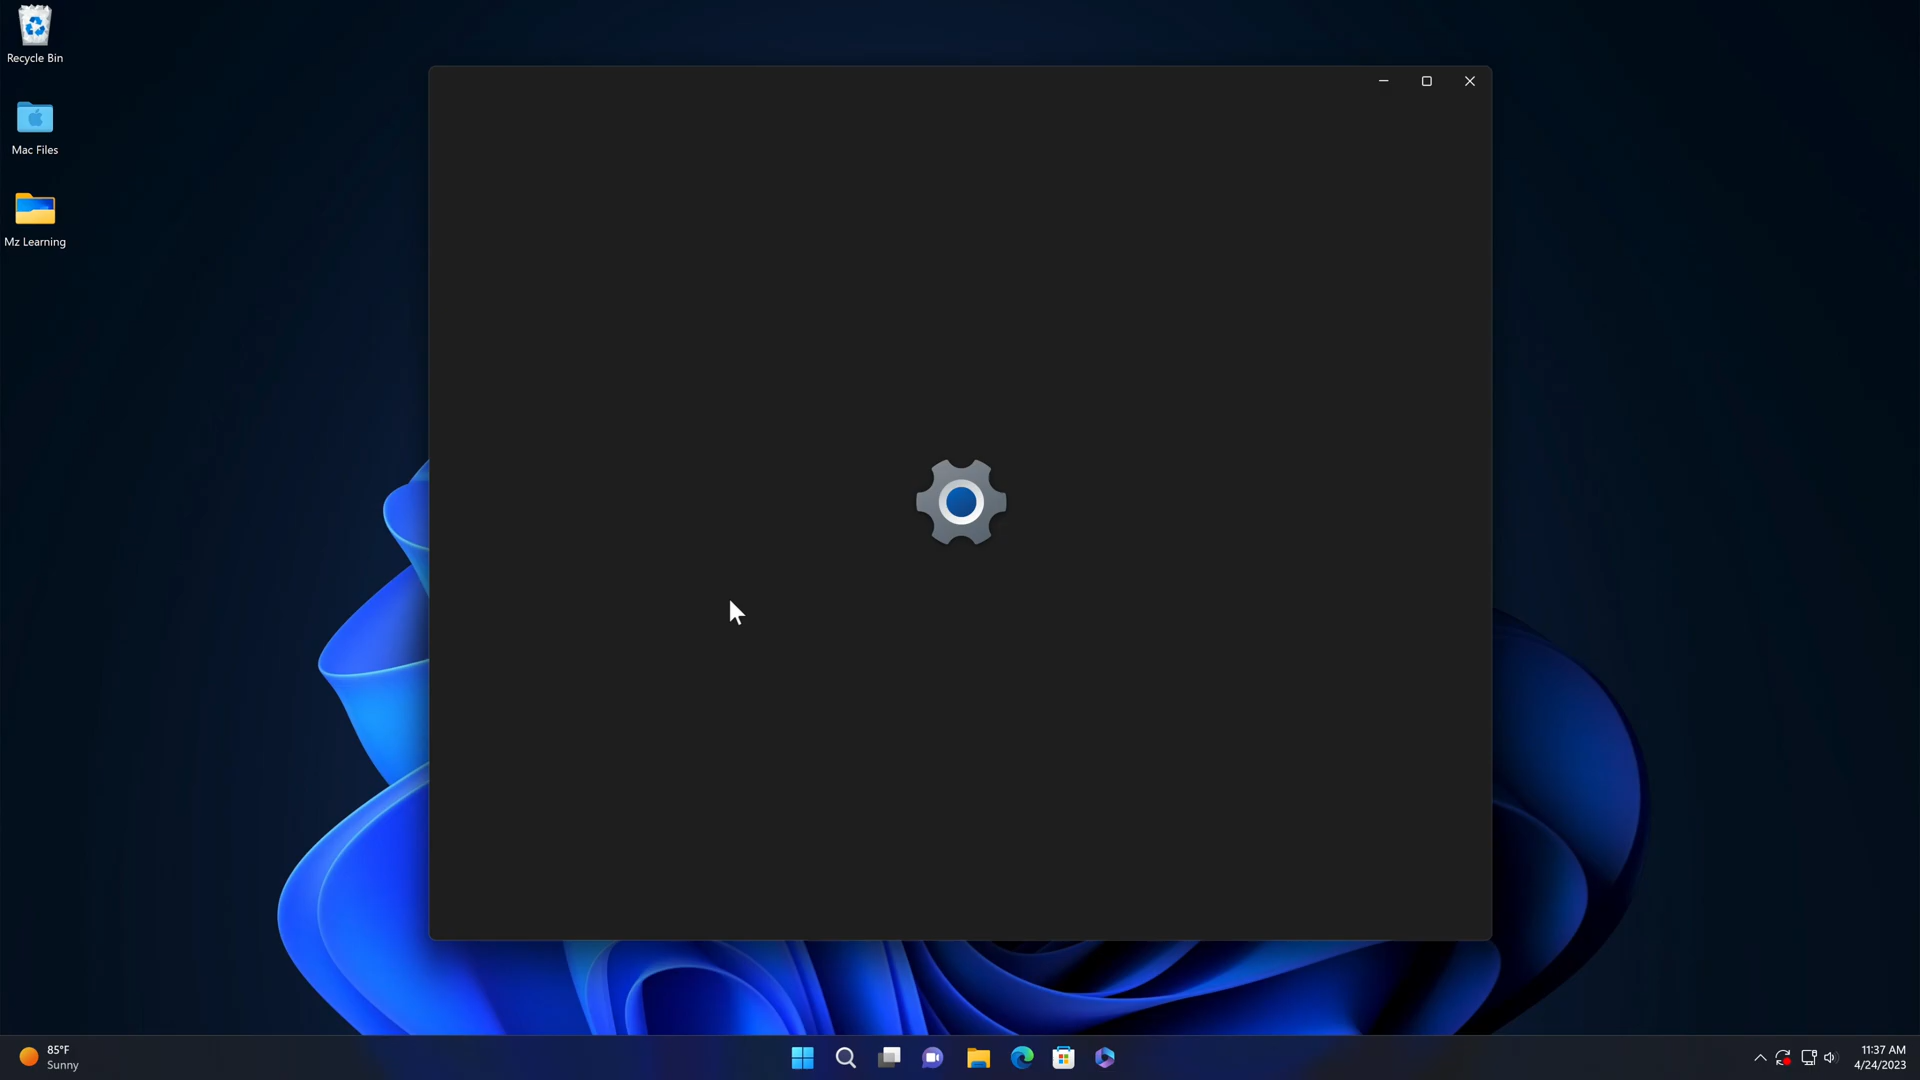 Recycle Bin
Mac Files
Mz Learning
85°F
Sunny
11:37 AM
4/24/2023